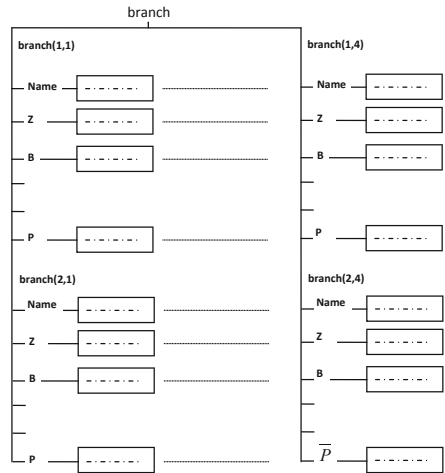 branch
branch(1,1)
Name
Z
B
P
branch(1,4)
Name
Z
B
P
branch(2,1)
Name
Z
B
P
branch(2,4)
Name
Z
B
P̅